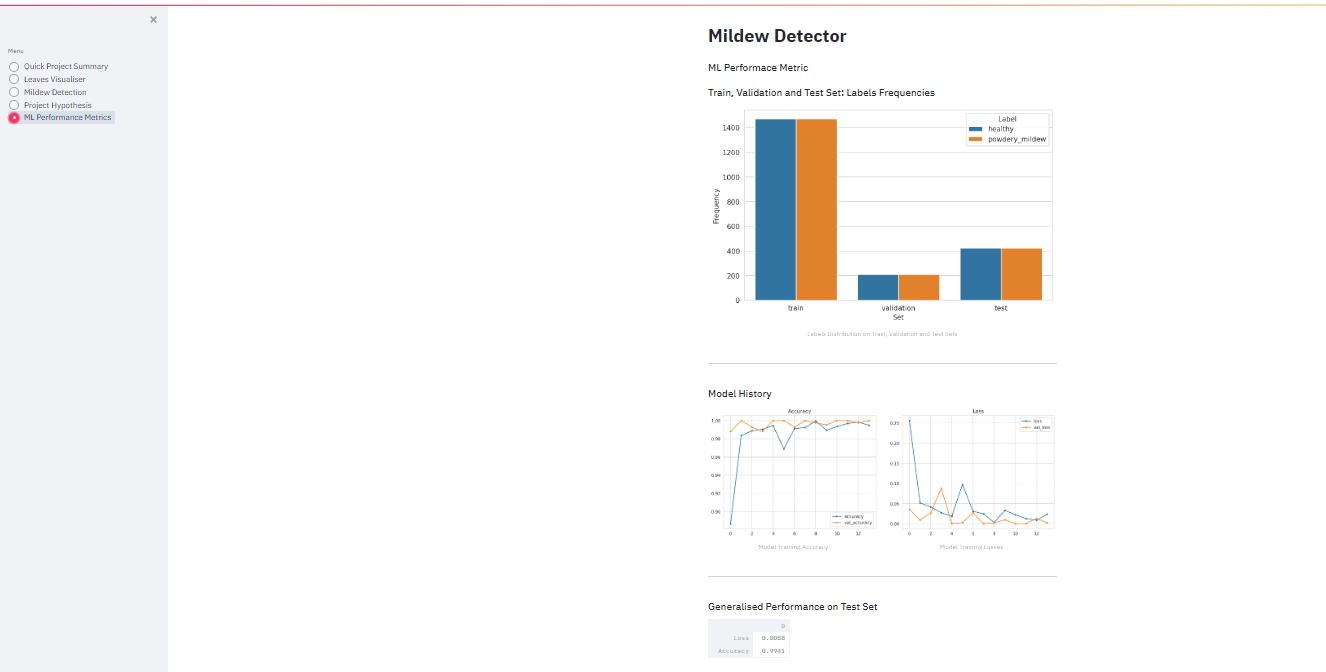 ×
Menu
Quick Project Summary
Leaves Visualiser
Mildew Detection
Project Hypothesis
ML Performance Metrics
Mildew Detector
ML Performace Metric
Train, Validation and Test Set: Labels Frequencies
Label
healthy
powdery_mildew
1400
1200
1000
800
600
400
200
0
Frequency
train
validation
test
Set
Labels Distribution on Train, Validation and Test Sets
Model History
Accuracy
1.00
0.98
0.96
0.94
0.92
0.90
accuracy
val_accuracy
0 2 4 6 8 10 12
Model Training Accuracy
Loss
0.25
0.20
0.15
0.10
0.05
0.00
loss
val_loss
0 2 4 6 8 10 12
Model Training Losses
Generalised Performance on Test Set
0
Loss 0.0088
Accuracy 0.9941